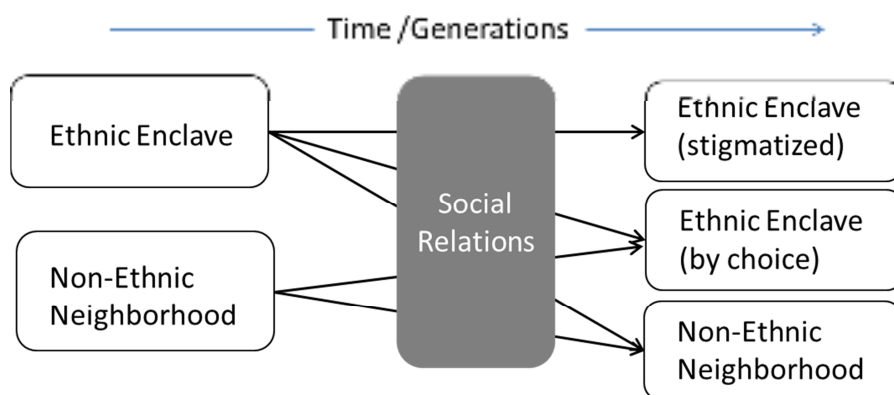 Time /Generations
Ethnic Enclave
Non-Ethnic
Neighborhood
Social
Relations
Ethnic Enclave
(stigmatized)
Ethnic Enclave
(by choice)
Non-Ethnic
Neighborhood